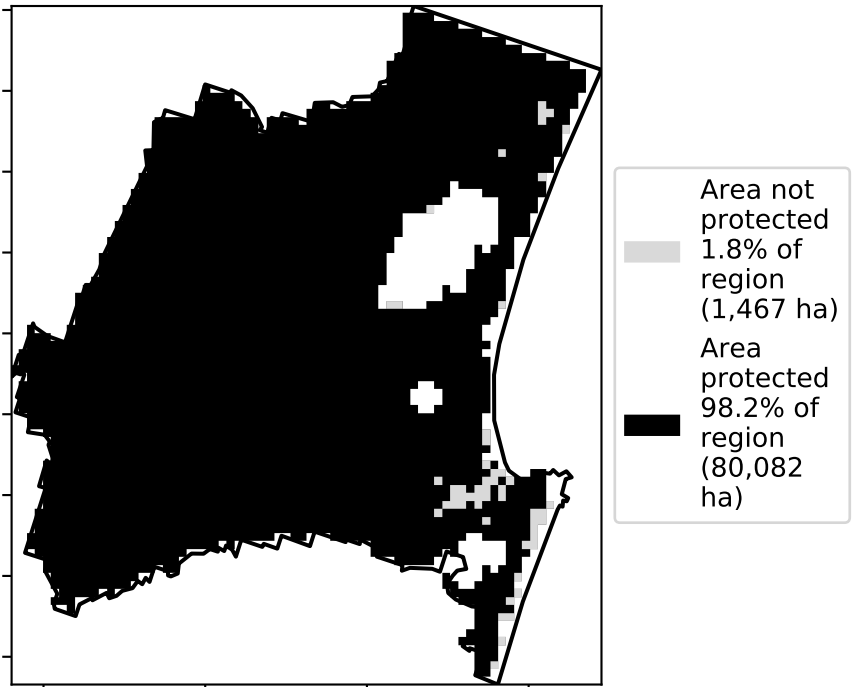 Area not
protected
1.8% of
region
(1,467 ha)
Area
protected
98.2% of
region
(80,082
ha)